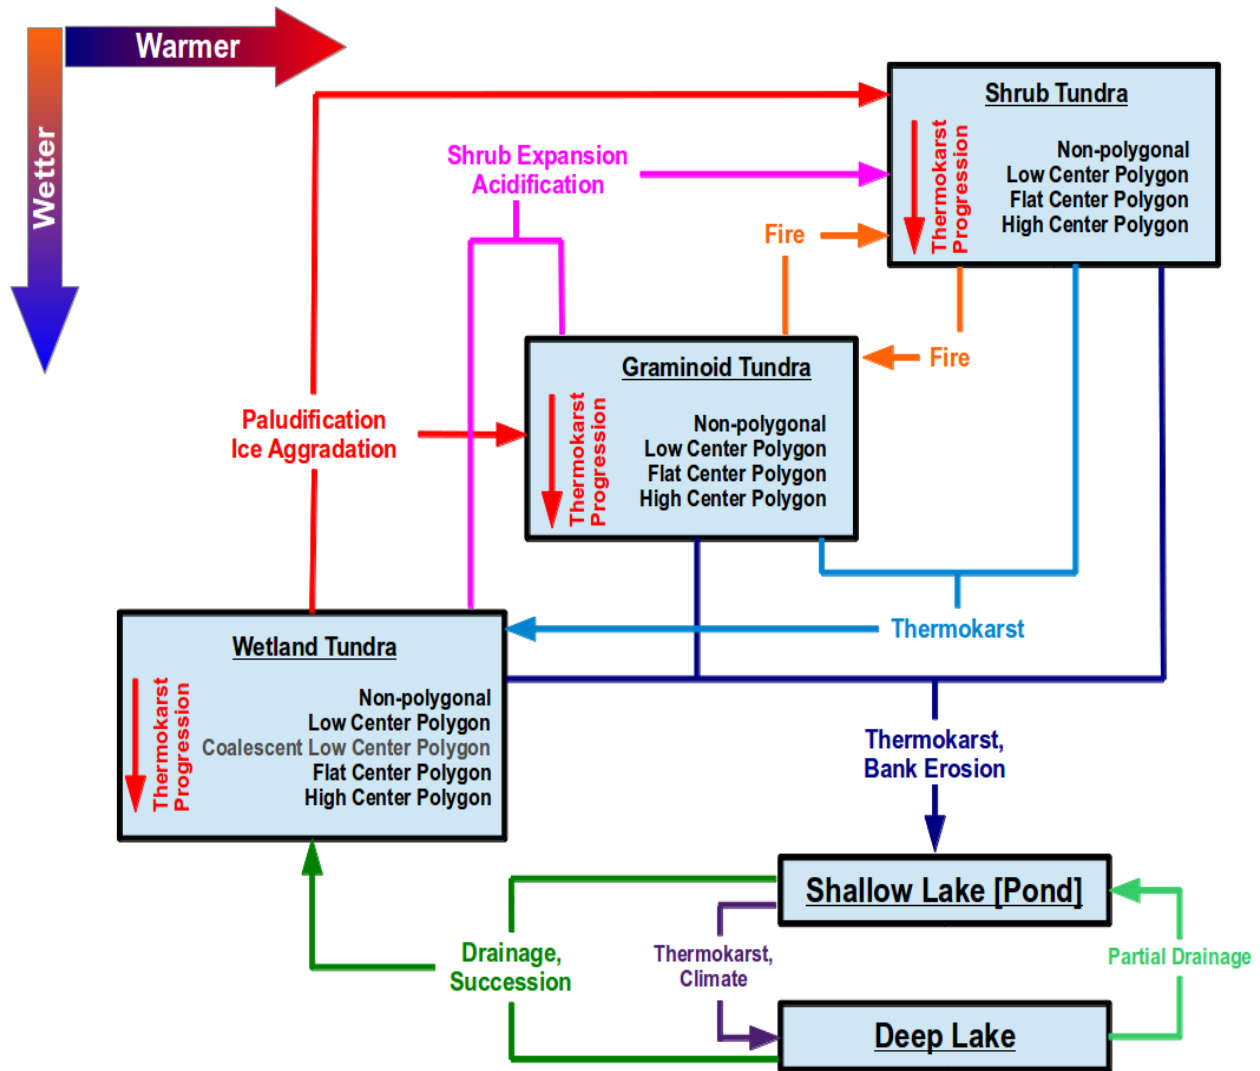 Warmer
Wetter
Shrub Tundra
Thermokarst
Progression
Non-polygonal
Low Center Polygon
Flat Center Polygon
High Center Polygon
Shrub Expansion
Acidification
Fire
Fire
Graminoid Tundra
Thermokarst
Progression
Non-polygonal
Low Center Polygon
Flat Center Polygon
High Center Polygon
Paludification
Ice Aggradation
Thermokarst
Wetland Tundra
Thermokarst
Progression
Non-polygonal
Low Center Polygon
Coalescent Low Center Polygon
Flat Center Polygon
High Center Polygon
Thermokarst,
Bank Erosion
Shallow Lake [Pond]
Drainage,
Succession
Thermokarst,
Climate
Partial Drainage
Deep Lake